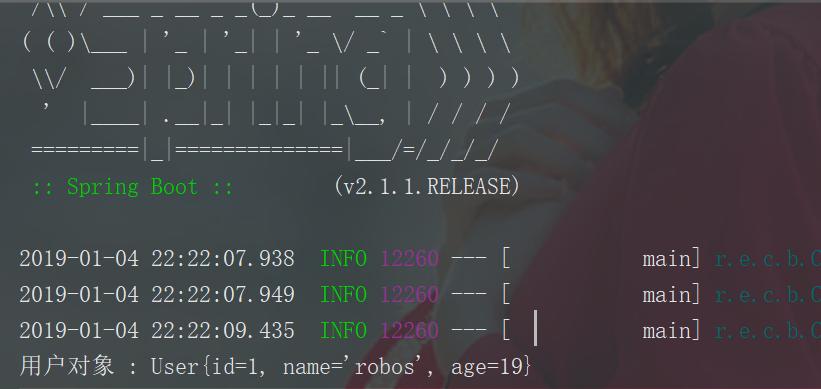 /\\ / ___'_ __ _ _(_)_ __  __ _ \ \ \ \
( ( )\___ | '_ | '_| | '_ \/ _` | \ \ \ \
 \\/  ___)| |_)| | | | | || (_| |  ) ) ) )
  '  |____| .__|_| |_|_| |_\__, | / / / /
 =========|_|==============|___/=/_/_/_/
 :: Spring Boot ::        (v2.1.1.RELEASE)
2019-01-04 22:22:07.938  INFO 12260 --- [           main] r.e.c.b.C
2019-01-04 22:22:07.949  INFO 12260 --- [           main] r.e.c.b.C
2019-01-04 22:22:09.435  INFO 12260 --- [           main] r.e.c.b.C
用户对象 : User{id=1, name='robos', age=19}